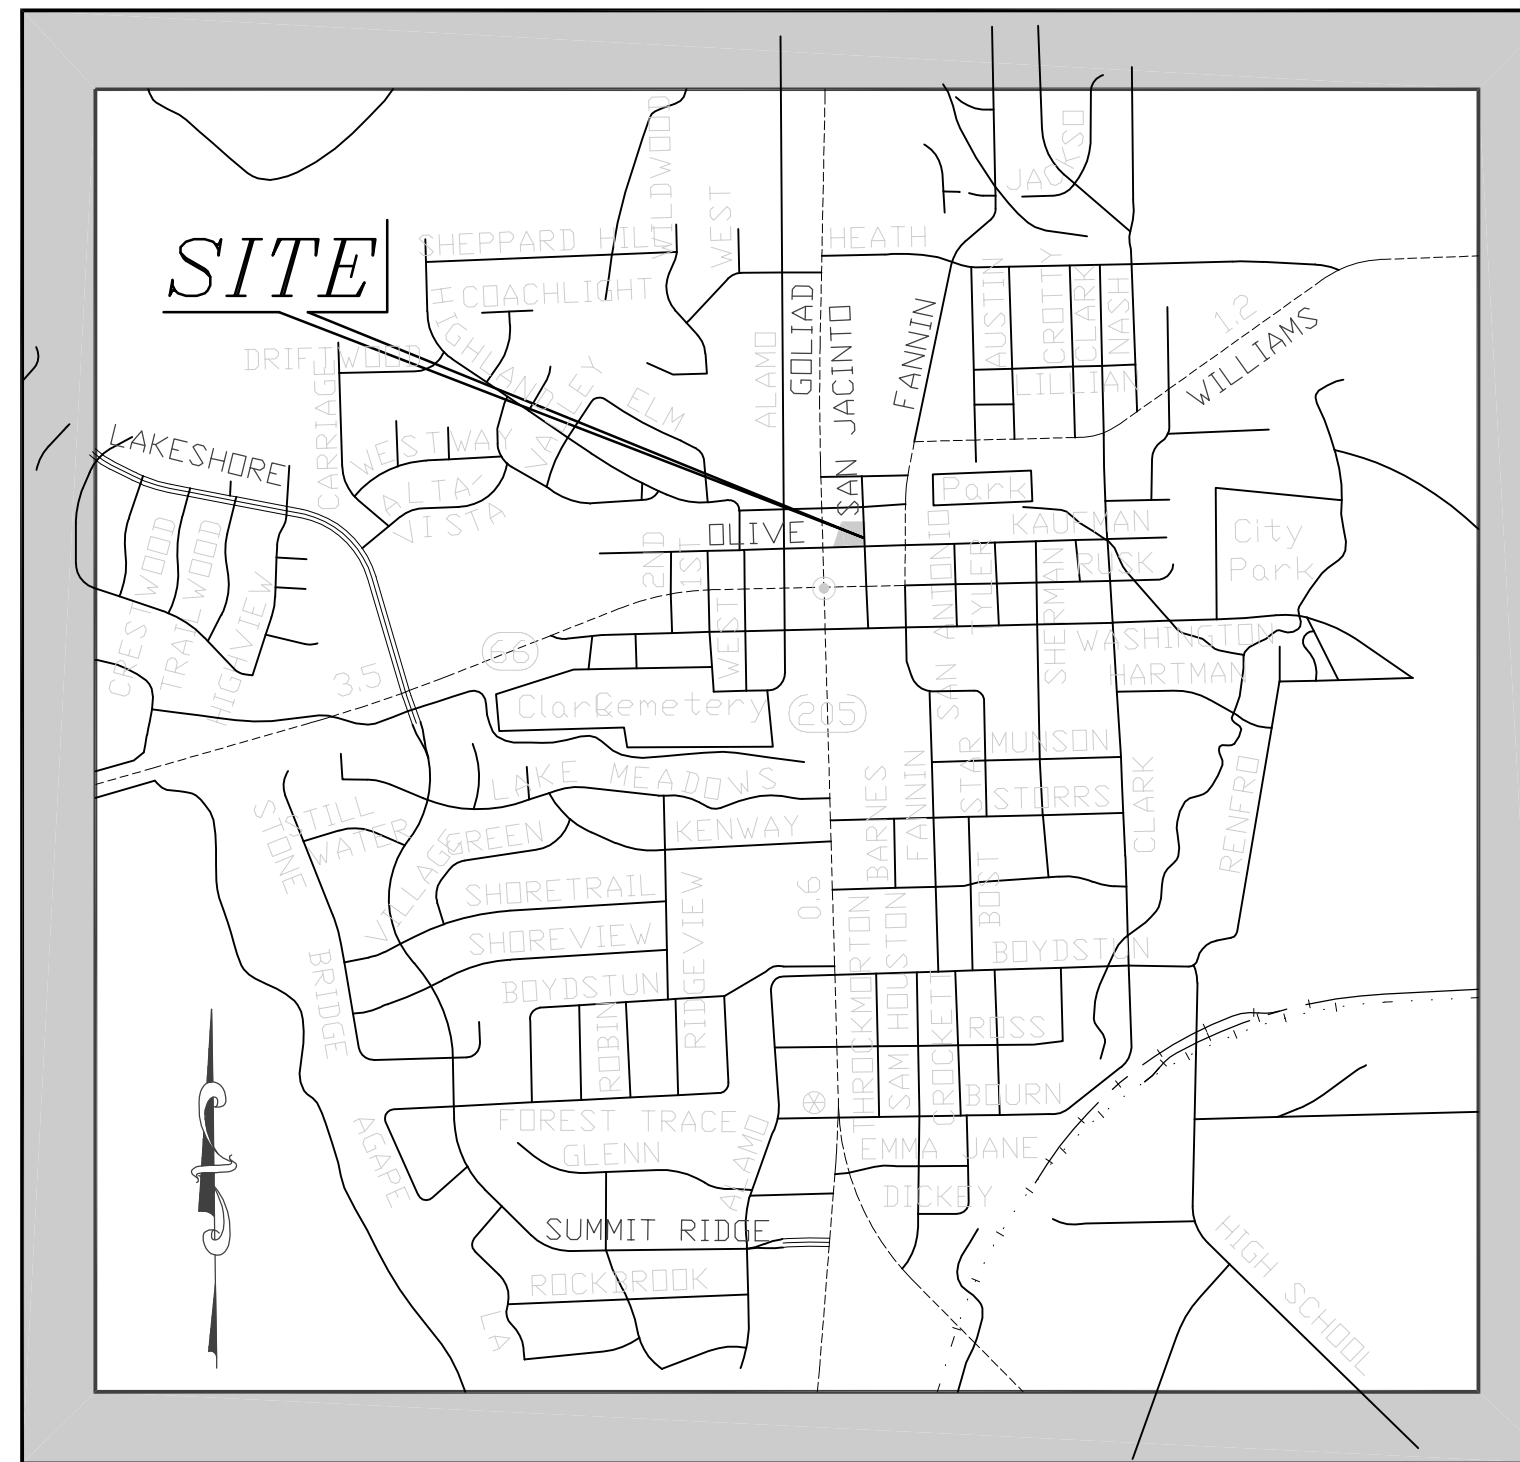 JACKSO
JACK
WILDWOOD
WEST
SHEPPARD HILL
HEATH
SITE
COACHLIGHT
HIGHLAND
GOLIAD
SAN JACINTO
FANNIN
AUSTIN
CROTTY
CLARK
NASH
1.2
WILLIAMS
DRIFTWOOD
ALAMO
CARRIAGE
VALLEY
ELM
LILLIAN
LAKESHORE
WESTWAY
ALTA
VISTA
Park
OLIVE
KAUFMAN
City
Park
2ND
1ST
SAN ANTONIO
TYLER
RUSK
SHERMAN
CRESTWOOD
TRAIL WOOD
HIGHVIEW
WEST
WASHINGTON
HARTMAN
66
3.5
Clark
Cemetery
205
MUNSON
STAR
LAKE MEADOWS
STORRS
BARNES
FANNIN
CLARK
RENFRO
STILL
WATER
STONE
BRIDGE
VILLAGE
GREEN
KENWAY
SHORETRAIL
0.6
BOST
SHOREVIEW
RIDGEVIEW
BOYDSTUN
BOYDSTUN
THROCKMORTON
SAM HOUSTON
CROCKETT
ROSS
ROBIN
BOURN
FOREST TRACE
AGAPE
GLENN
ALAMO
EMMA JANE
DICKEY
SUMMIT RIDGE
ROCKBROOK
LA
HIGH SCHOOL